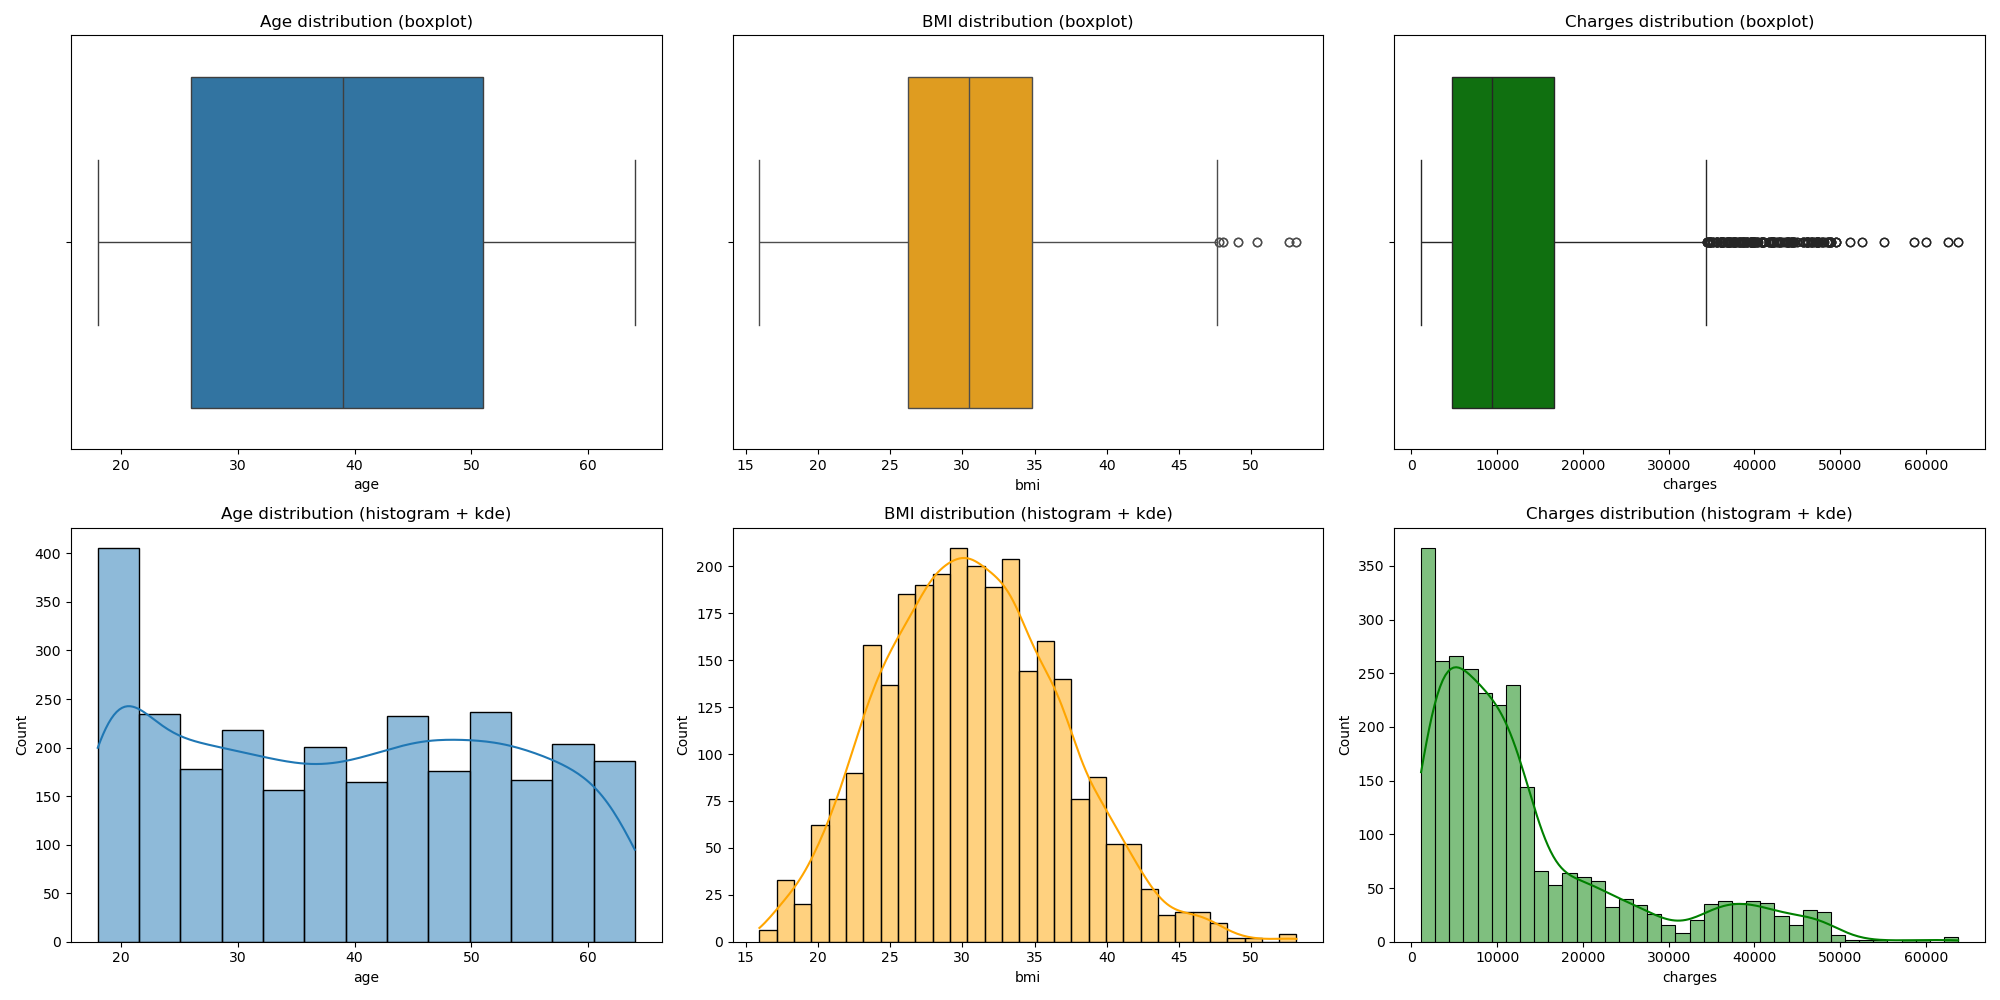 Age distribution (boxplot)
20 30 40 50 60
age
BMI distribution (boxplot)
15 20 25 30 35 40 45 50
bmi
Charges distribution (boxplot)
0 10000 20000 30000 40000 50000 60000
charges
Age distribution (histogram + kde)
Count
400
350
300
250
200
150
100
50
0
20 30 40 50 60
age
BMI distribution (histogram + kde)
Count
200
175
150
125
100
75
50
25
0
15 20 25 30 35 40 45 50
bmi
Charges distribution (histogram + kde)
Count
350
300
250
200
150
100
50
0
0 10000 20000 30000 40000 50000 60000
charges